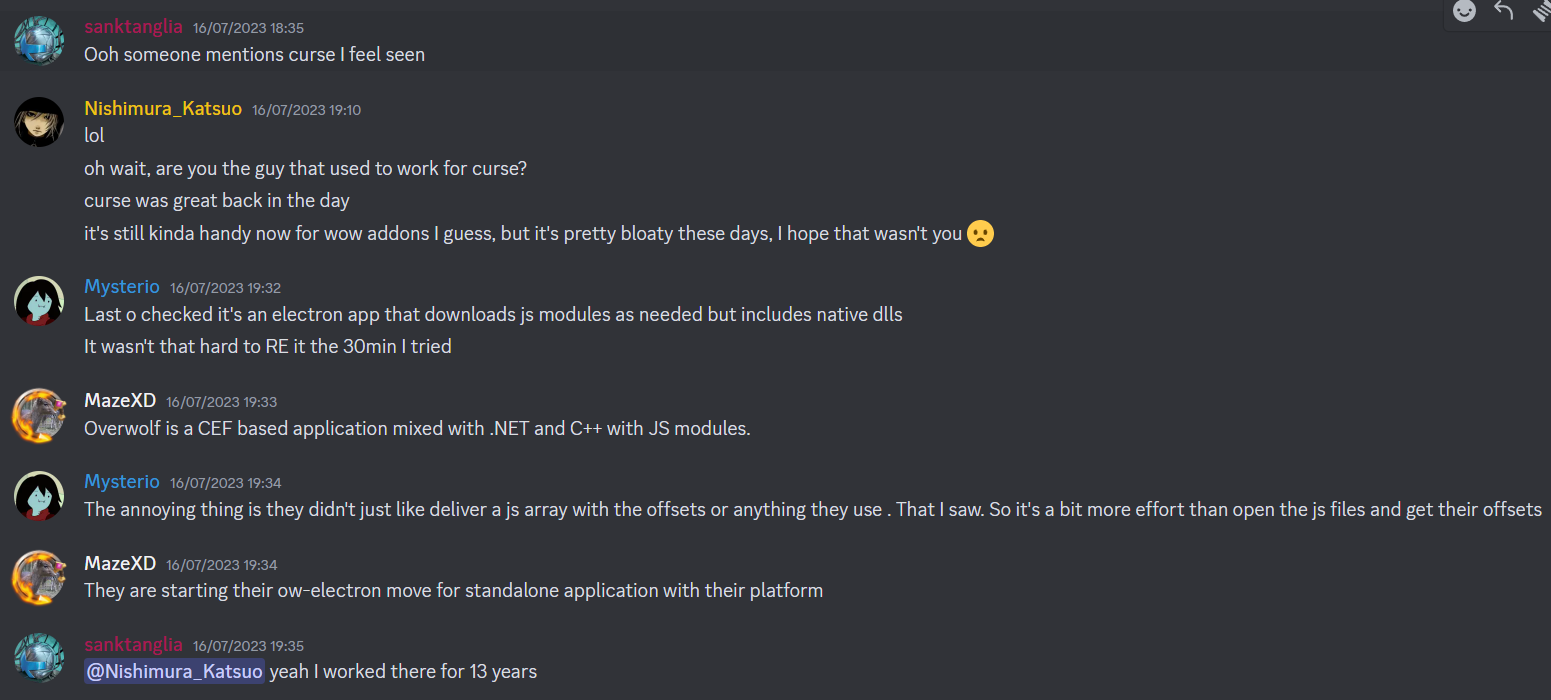 sanktanglia 16/07/2023 18:35
Ooh someone mentions curse I feel seen
Nishimura_Katsuo 16/07/2023 19:10
lol
oh wait, are you the guy that used to work for curse?
curse was great back in the day
it's still kinda handy now for wow addons I guess, but it's pretty bloaty these days, I hope that wasn't you
Mysterio 16/07/2023 19:32
Last o checked it's an electron app that downloads js modules as needed but includes native dlls
It wasn't that hard to RE it the 30min I tried
MazeXD 16/07/2023 19:33
Overwolf is a CEF based application mixed with .NET and C++ with JS modules.
Mysterio 16/07/2023 19:34
The annoying thing is they didn't just like deliver a js array with the offsets or anything they use . That I saw. So it's a bit more effort than open the js files and get their offsets
MazeXD 16/07/2023 19:34
They are starting their ow-electron move for standalone application with their platform
sanktanglia 16/07/2023 19:35
@Nishimura_Katsuo yeah I worked there for 13 years